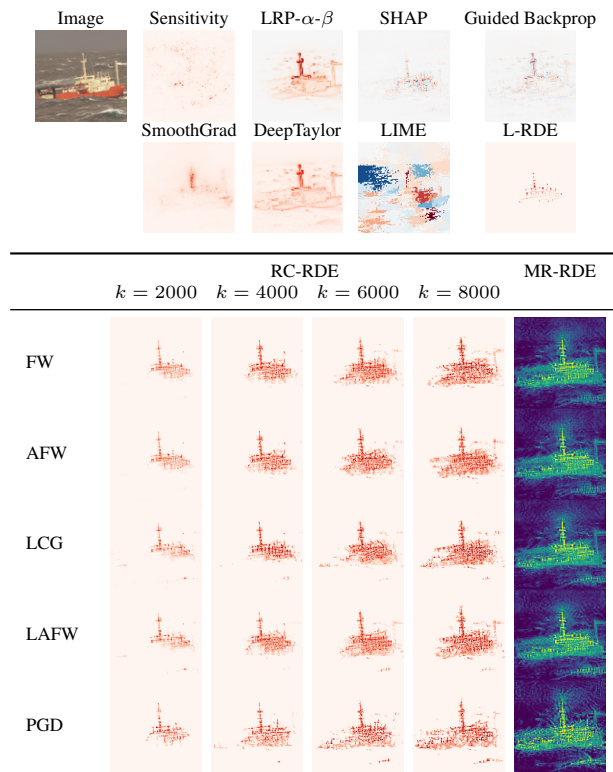 Image Sensitivity LRP-α-β SHAP Guided Backprop
SmoothGrad DeepTaylor LIME L-RDE
RC-RDE MR-RDE
k = 2000 k = 4000 k = 6000 k = 8000
FW
AFW
LCG
LAFW
PGD